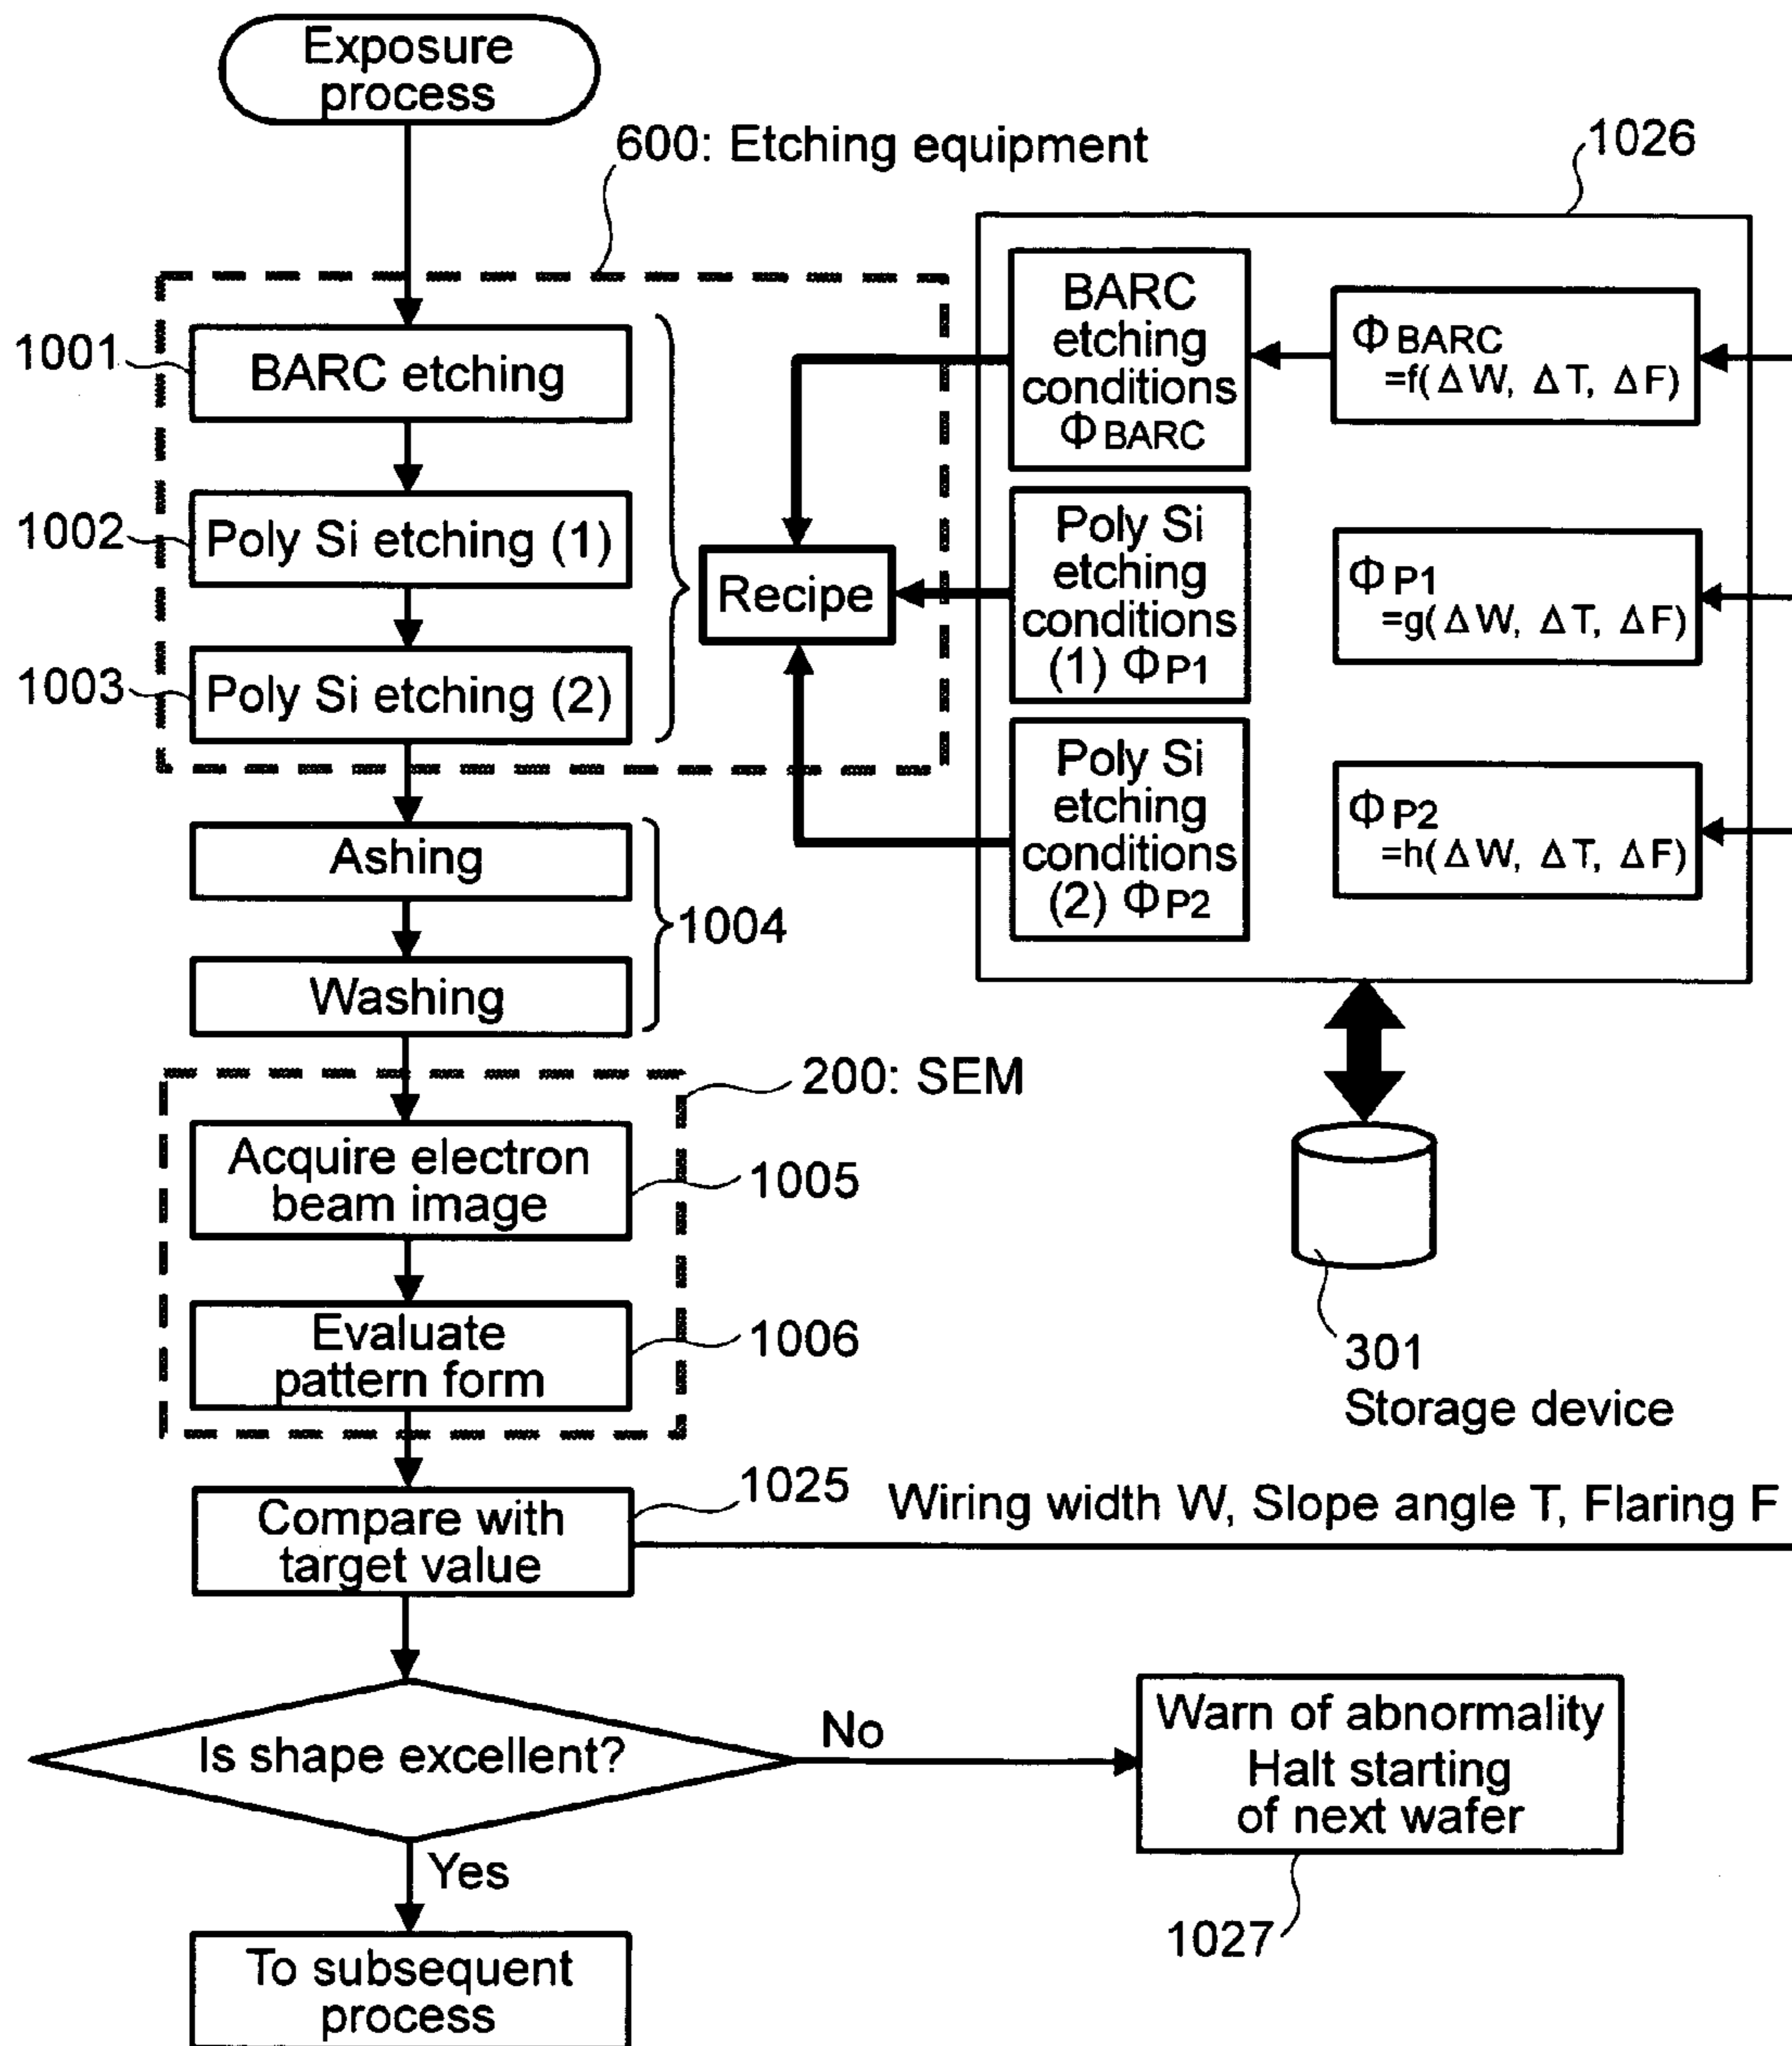 Exposure
process
600: Etching equipment
1026
1001
BARC etching
1002
Poly Si etching (1)
1003
Poly Si etching (2)
Recipe
BARC
etching
conditions
ΦBARC
ΦBARC
=f(ΔW, ΔT, ΔF)
Poly Si
etching
conditions
(1) ΦP1
ΦP1
=g(ΔW, ΔT, ΔF)
Poly Si
etching
conditions
(2) ΦP2
ΦP2
=h(ΔW, ΔT, ΔF)
Ashing
1004
Washing
200: SEM
Acquire electron
beam image
1005
Evaluate
pattern form
1006
301
Storage device
1025
Compare with
target value
Wiring width W, Slope angle T, Flaring F
Is shape excellent?
No
Warn of abnormality
Halt starting
of next wafer
1027
Yes
To subsequent
process